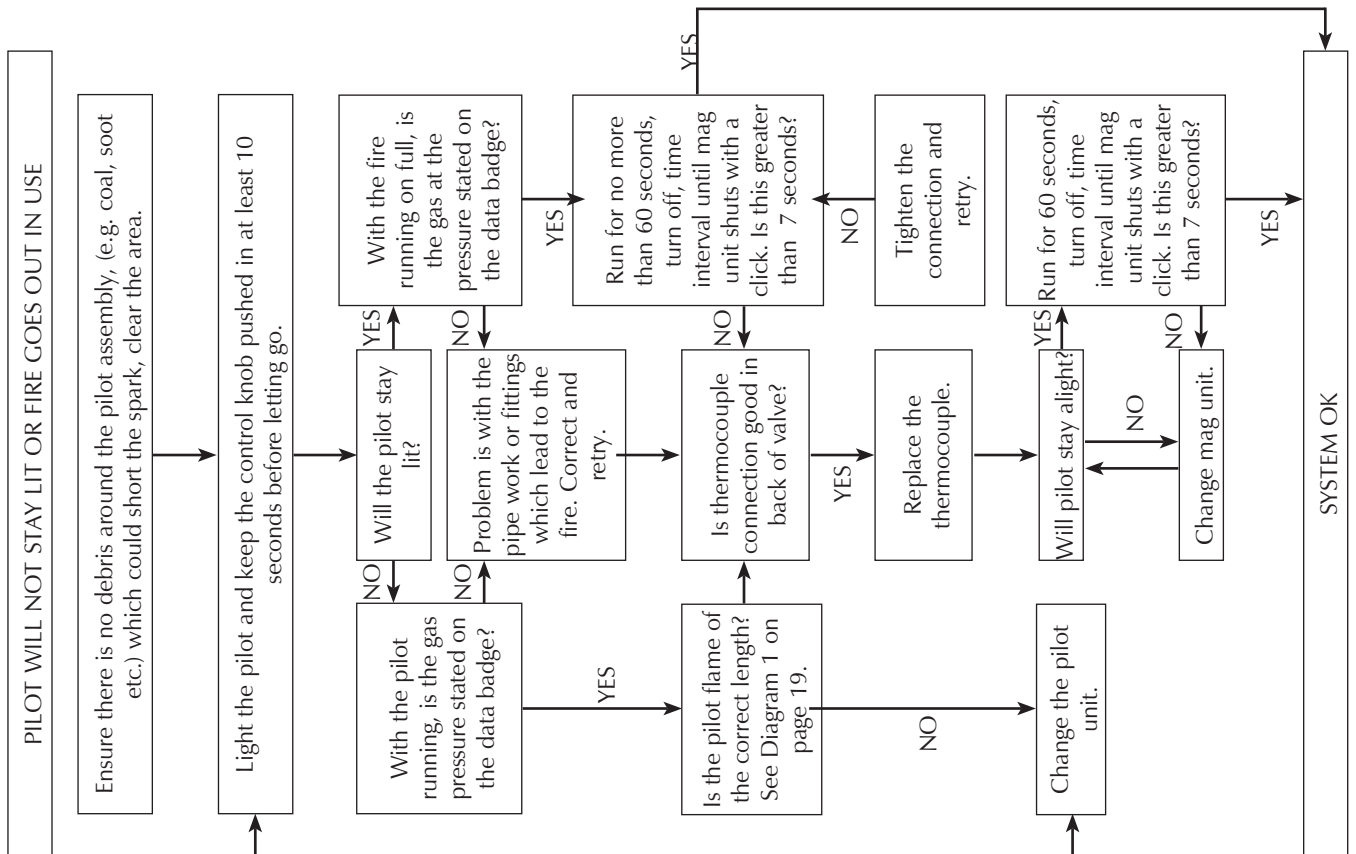 PILOT WILL NOT STAY LIT OR FIRE GOES OUT IN USE
Ensure there is no debris around the pilot assembly, (e.g. coal, soot
etc.) which could short the spark, clear the area.
Light the pilot and keep the control knob pushed in at least 10
seconds before letting go.
Will the pilot stay
lit?
NO
YES
With the pilot
running, is the gas
pressure stated on
the data badge?
With the fire
running on full, is
the gas at the
pressure stated on
the data badge?
NO
NO
Problem is with the
pipe work or fittings
which lead to the
fire. Correct and
retry.
YES
YES
Is the pilot flame of
the correct length?
See Diagram 1 on
page 19.
Is thermocouple
connection good in
back of valve?
NO
Run for no more
than 60 seconds,
turn off, time
interval until mag
unit shuts with a
click. Is this greater
than 7 seconds?
YES
NO
YES
NO
Replace the
thermocouple.
Tighten the
connection and
retry.
Change the pilot
unit.
Will pilot stay alight?
YES
Run for 60 seconds,
turn off, time
interval until mag
unit shuts with a
click. Is this greater
than 7 seconds?
NO
NO
Change mag unit.
YES
SYSTEM OK